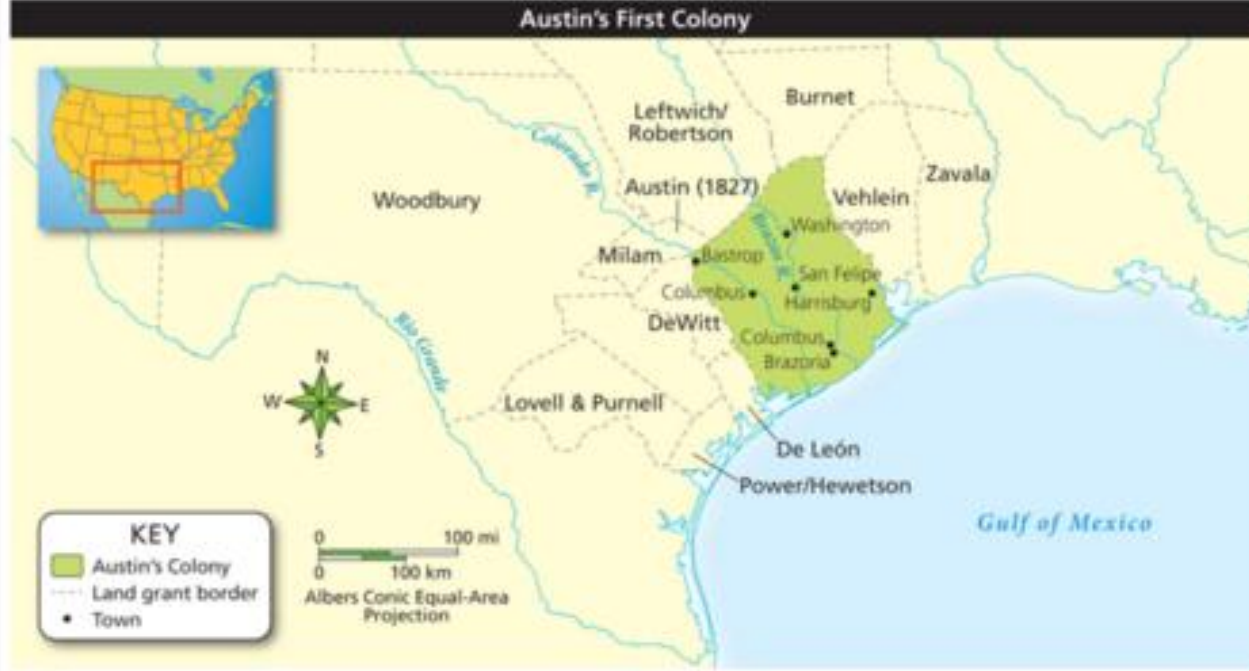 Austin's First Colony
Burnet
Leftwich/
Robertson
Colorado R.
Zavala
Austin (1827)
Vehlein
Woodbury
Washington
Brazos R.
Milam
Bastrop
San Felipe
Columbus
Harrisburg
DeWitt
Rio Grande
Columbus
Brazoria
N
W
E
S
Lovell & Purnell
De León
Power/Hewetson
Gulf of Mexico
KEY
Austin's Colony
Land grant border
Town
0
100 mi
0
100 km
Albers Conic Equal-Area
Projection